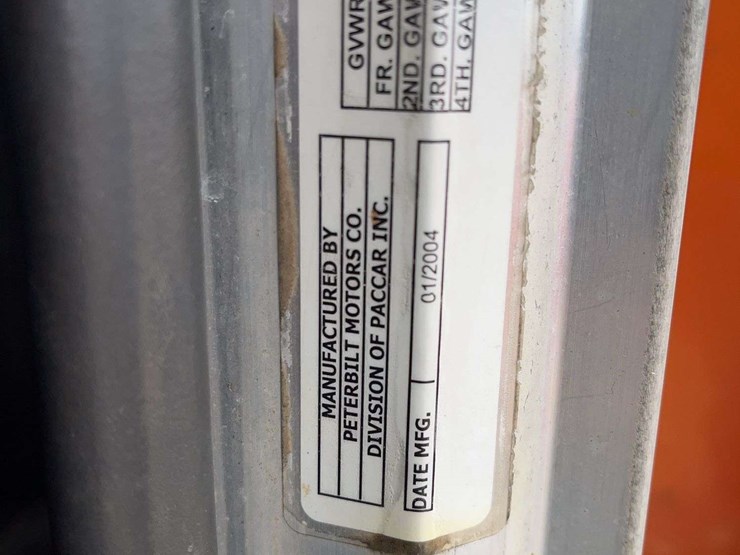 MANUFACTURED BY
PETERBILT MOTORS CO.
DIVISION OF PACCAR INC.
DATE MFG. 01/2004
GVWR
FR. GAW
2ND. GAW
3RD. GAW
4TH. GAW